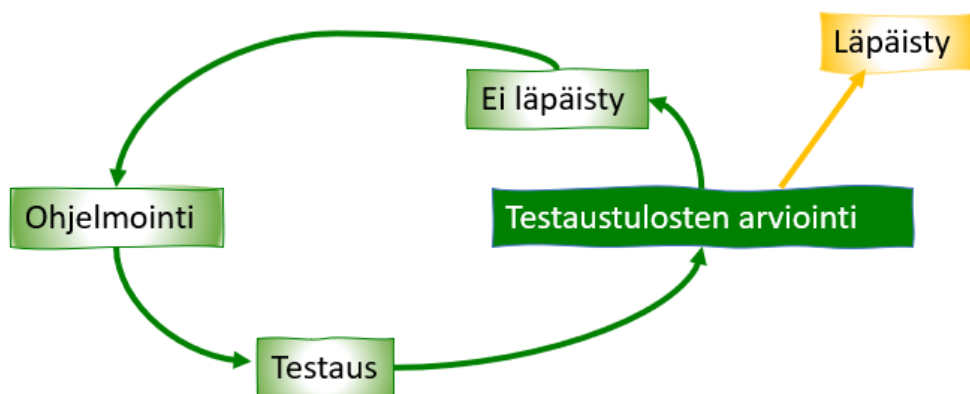 Läpäisty
Ei läpäisty
Ohjelmointi
Testaustulosten arviointi
Testaus